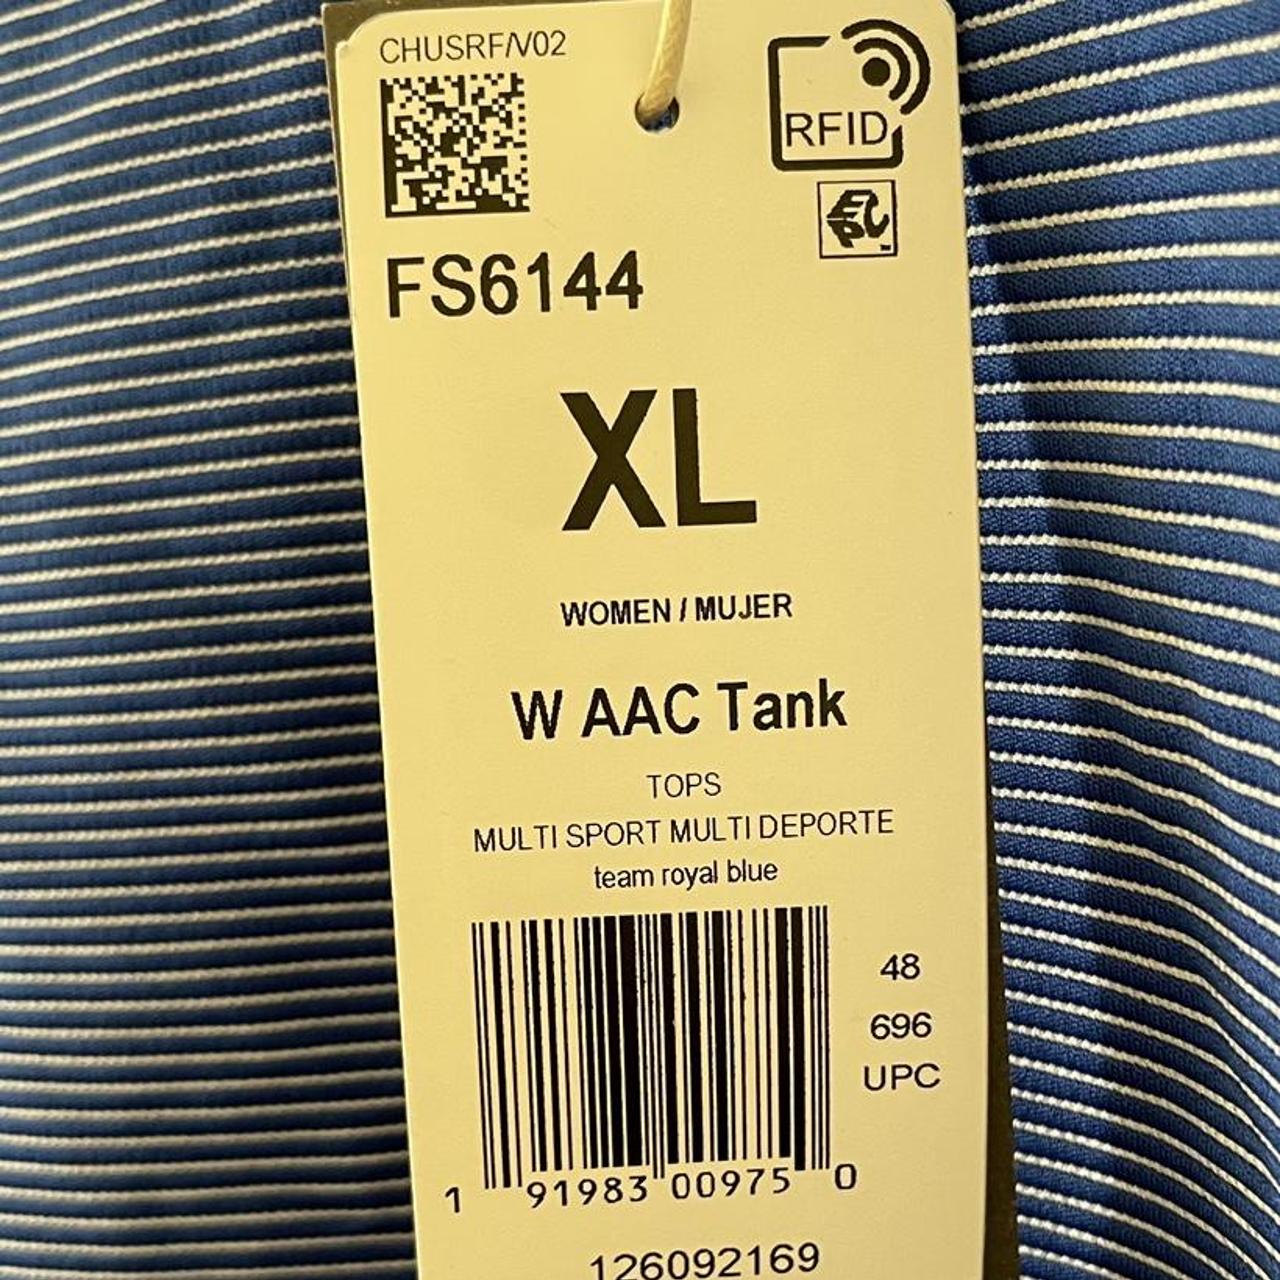 CHUSRF/V02
RFID
EPC
FS6144
XL
WOMEN / MUJER
W AAC Tank
TOPS
MULTI SPORT MULTI DEPORTE
team royal blue
48
696
UPC
1 91983 00975 0
126092169